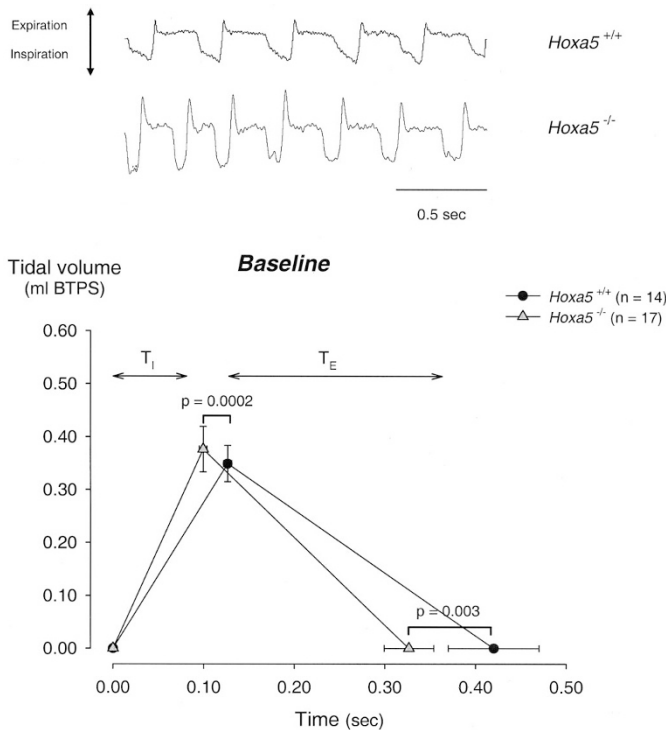 Expiration
Inspiration
Hoxa5 +/+
Hoxa5 -/-
0.5 sec
Baseline
Tidal volume
(ml BTPS)
Hoxa5 +/+ (n = 14)
Hoxa5 -/- (n = 17)
0.60
0.50
0.40
0.30
0.20
0.10
0.00
TI
TE
p = 0.0002
p = 0.003
0.00 0.10 0.20 0.30 0.40 0.50
Time (sec)